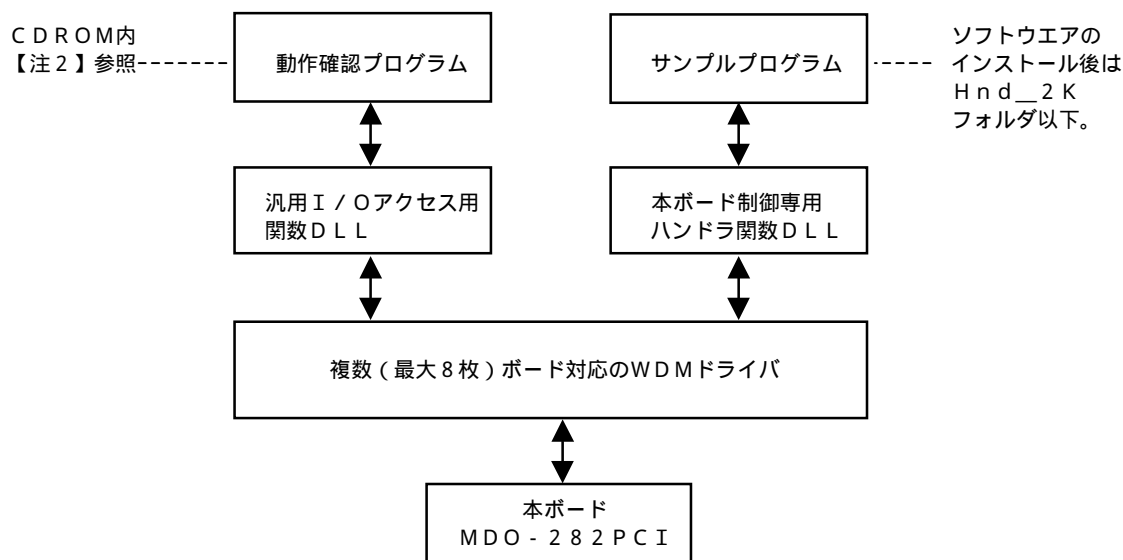 ＣＤＲＯＭ内
【注２】参照
動作確認プログラム
サンプルプログラム
ソフトウエアの
インストール後は
Ｈｎｄ＿２Ｋ
フォルダ以下。
汎用Ｉ／Ｏアクセス用
関数ＤＬＬ
本ボード制御専用
ハンドラ関数ＤＬＬ
複数（最大８枚）ボード対応のＷＤＭドライバ
本ボード
ＭＤＯ‐２８２ＰＣＩ